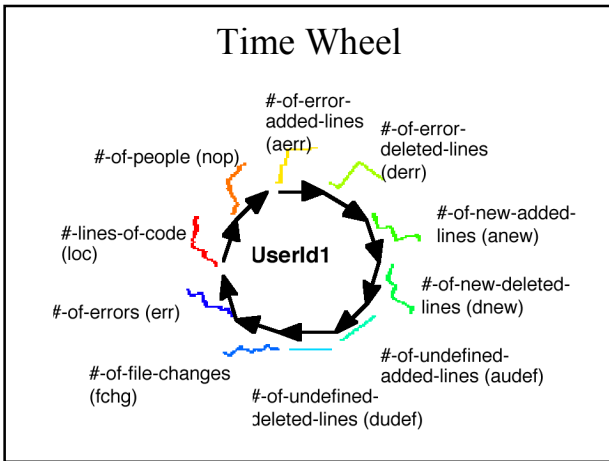 Time Wheel
#-of-error-
added-lines
(aerr)
#-of-error-
deleted-lines
(derr)
#-of-people (nop)
#-of-new-added-
lines (anew)
#-lines-of-code
(loc)
UserId1
#-of-new-deleted-
lines (dnew)
#-of-errors (err)
#-of-undefined-
added-lines (audef)
#-of-file-changes
(fchg)
#-of-undefined-
deleted-lines (dudef)